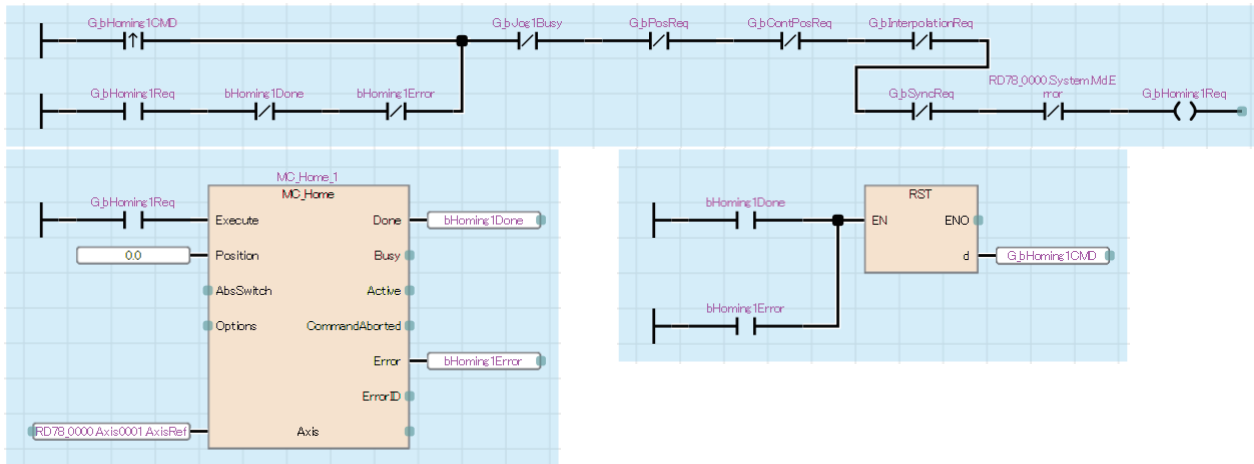 G_bHoming1CMD G_bJog1Busy G_bPosReq G_bContPosReq G_bInterpolationReq
G_bHoming1Req bHoming1Done bHoming1Error G_bSyncReq RD78_0000.System.Md.E
rror G_bHoming1Req
MC_Home_1
MC_Home
G_bHoming1Req Execute Done bHoming1Done
0.0 Position Busy
AbsSwitch Active
Options CommandAborted
Error bHoming1Error
ErrorID
RD78_0000.Axis0001.AxisRef Axis
bHoming1Done RST
EN ENO
d G_bHoming1CMD
bHoming1Error